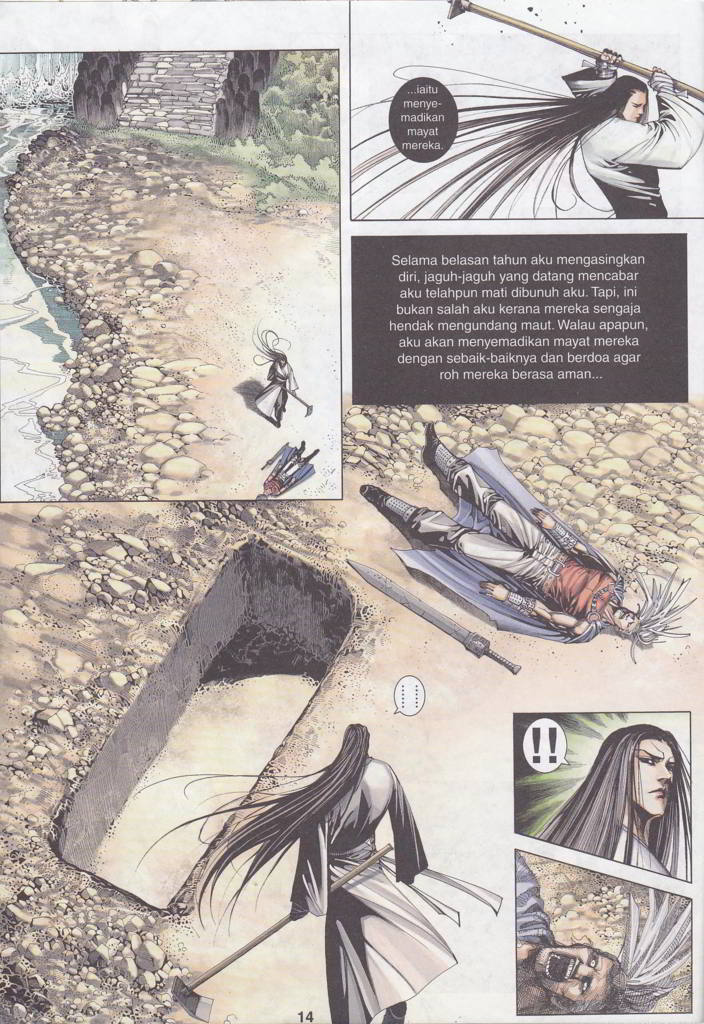 ...iaitu
menye-
madikan
mayat
mereka.
Selama belasan tahun aku mengasingkan
diri, jaguh-jaguh yang datang mencabar
aku telahpun mati dibunuh aku. Tapi, ini
bukan salah aku kerana mereka sengaja
hendak mengundang maut. Walau apapun,
aku akan menyemadikan mayat mereka
dengan sebaik-baiknya dan berdoa agar
roh mereka berasa aman...
......
......
!!
14